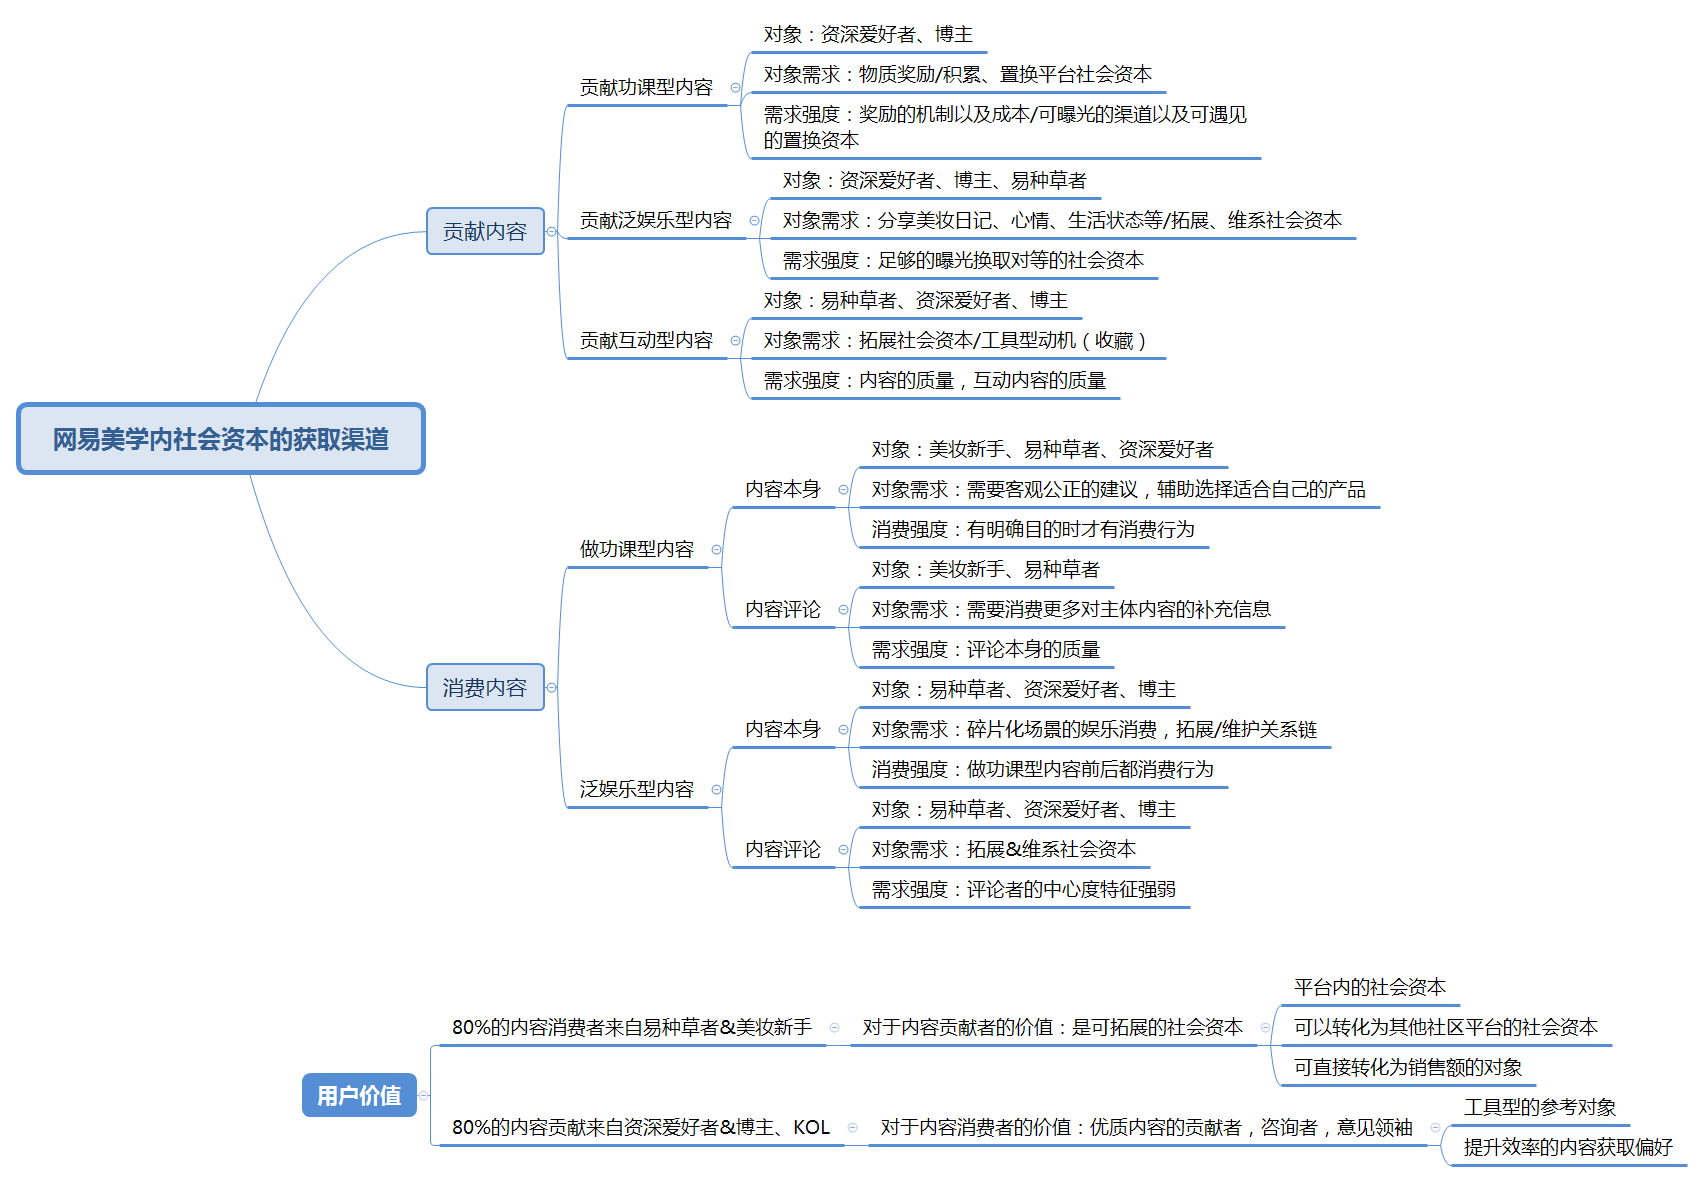 网易美学内社会资本的获取渠道
贡献内容
贡献功课型内容
对象：资深爱好者、博主
对象需求：物质奖励/积累、置换平台社会资本
需求强度：奖励的机制以及成本/可曝光的渠道以及可遇见
的置换资本
贡献泛娱乐型内容
对象：资深爱好者、博主、易种草者
对象需求：分享美妆日记、心情、生活状态等/拓展、维系社会资本
需求强度：足够的曝光换取对等的社会资本
贡献互动型内容
对象：易种草者、资深爱好者、博主
对象需求：拓展社会资本/工具型动机（收藏）
需求强度：内容的质量，互动内容的质量
消费内容
做功课型内容
内容本身
对象：美妆新手、易种草者、资深爱好者
对象需求：需要客观公正的建议，辅助选择适合自己的产品
消费强度：有明确目的时才有消费行为
内容评论
对象：美妆新手、易种草者
对象需求：需要消费更多对主体内容的补充信息
需求强度：评论本身的质量
泛娱乐型内容
内容本身
对象：易种草者、资深爱好者、博主
对象需求：碎片化场景的娱乐消费，拓展/维护关系链
消费强度：做功课型内容前后都消费行为
内容评论
对象：易种草者、资深爱好者、博主
对象需求：拓展&维系社会资本
需求强度：评论者的中心度特征强弱
用户价值
80%的内容消费者来自易种草者&美妆新手
对于内容贡献者的价值：是可拓展的社会资本
平台内的社会资本
可以转化为其他社区平台的社会资本
可直接转化为销售额的对象
80%的内容贡献来自资深爱好者&博主、KOL
对于内容消费者的价值：优质内容的贡献者，咨询者，意见领袖
工具型的参考对象
提升效率的内容获取偏好